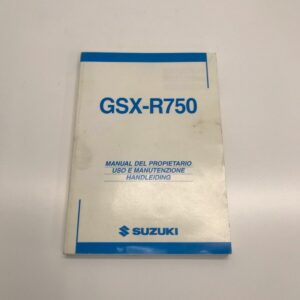 GSX-R750
MANUAL DEL PROPIETARIO
USO E MANUTENZIONE
HANDLEIDING
SUZUKI